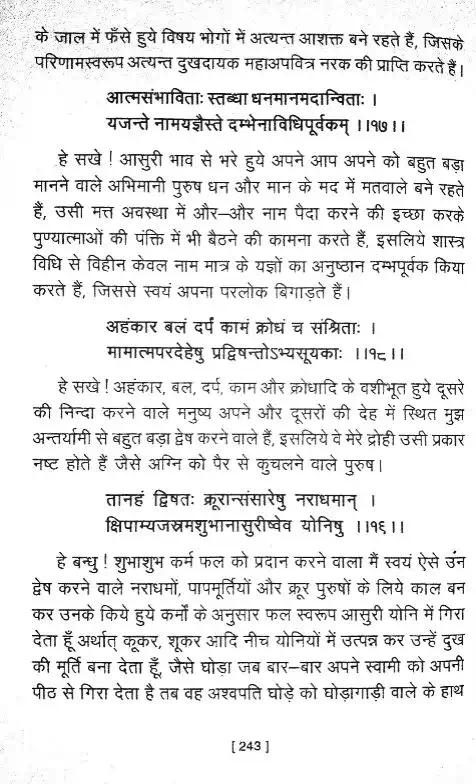 के जाल में फँसे हुये विषय भोगों में अत्यन्त आशक्त बने रहते हैं, जिसके
परिणामस्वरूप अत्यन्त दुखदायक महाअपवित्र नरक की प्राप्ति करते हैं।
आत्मसंभाविताः स्तब्धा धनमानमदान्विताः ।
यजन्ते नामयज्ञैस्ते दम्भेनाविधिपूर्वकम् ।।१७।।
हे सखे ! आसुरी भाव से भरे हुये अपने आप अपने को बहुत बड़ा
मानने वाले अभिमानी पुरुष धन और मान के मद में मतवाले बने रहते
हैं, उसी मत्त अवस्था में और–और नाम पैदा करने की इच्छा करके
पुण्यात्माओं की पंक्ति में भी बैठने की कामना करते हैं, इसलिये शास्त्र
विधि से विहीन केवल नाम मात्र के यज्ञों का अनुष्ठान दम्भपूर्वक किया
करते हैं, जिससे स्वयं अपना परलोक बिगाड़ते हैं।
अहंकार बलं दर्पं कामं क्रोधं च संश्रिताः ।
मामात्मपरदेहेषु प्रद्विषन्तोऽभ्यसूयकाः ।।१८।।
हे सखे ! अहंकार, बल, दर्प, काम और क्रोधादि के वशीभूत हुये दूसरे
की निन्दा करने वाले मनुष्य अपने और दूसरों की देह में स्थित मुझ
अन्तर्यामी से बहुत बड़ा द्वेष करने वाले हैं, इसलिये वे मेरे द्रोही उसी प्रकार
नष्ट होते हैं जैसे अग्नि को पैर से कुचलने वाले पुरुष।
तानहं द्विषतः क्रूरान्संसारेषु नराधमान् ।
क्षिपाम्यजस्रमशुभानासुरीष्वेव योनिषु ।।१६।।
हे बन्धु ! शुभाशुभ कर्म फल को प्रदान करने वाला मैं स्वयं ऐसे उन
द्वेष करने वाले नराधमों, पापमूर्तियों और क्रूर पुरुषों के लिये काल बन
कर उनके किये हुये कर्मों के अनुसार फल स्वरूप आसुरी योनि में गिरा
देता हूँ अर्थात् कूकर, शूकर आदि नीच योनियों में उत्पन्न कर उन्हें दुख
की मूर्ति बना देता हूँ, जैसे घोड़ा जब बार–बार अपने स्वामी को अपनी
पीठ से गिरा देता है तब वह अश्वपति घोड़े को घोड़ागाड़ी वाले के हाथ
[ 243 ]